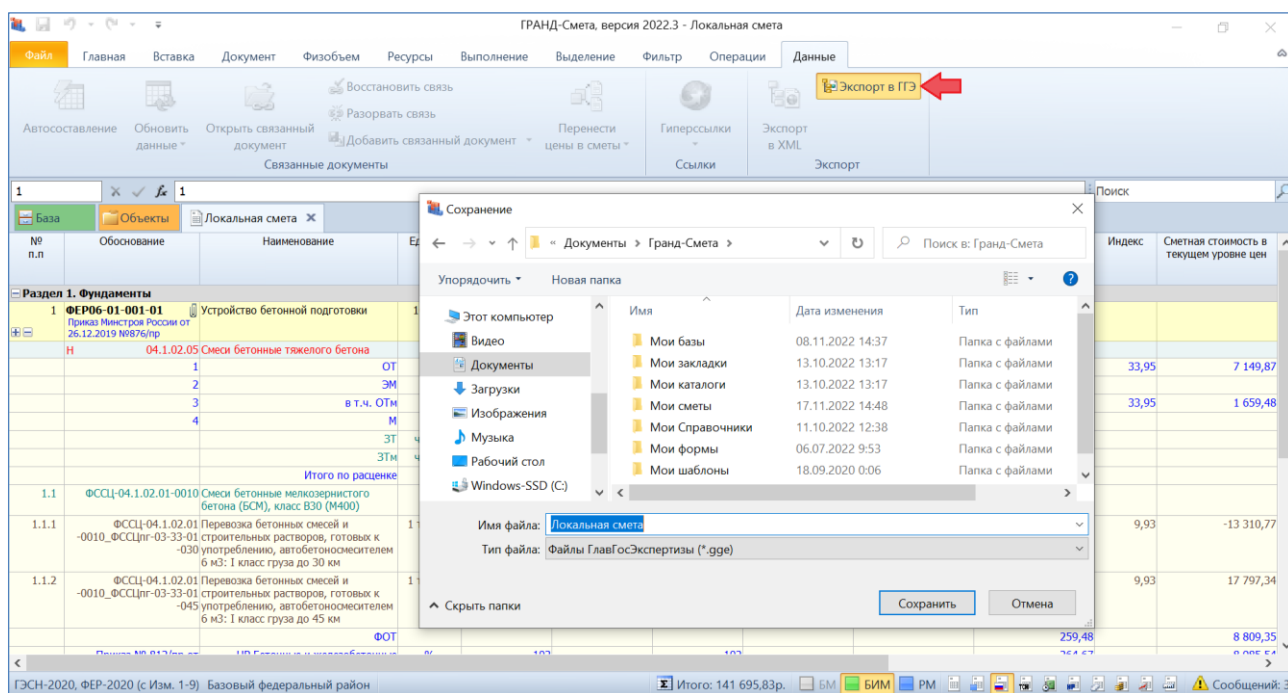 ГРАНД-Смета, версия 2022.3 - Локальная смета
Файл Главная Вставка Документ Физобъем Ресурсы Выполнение Выделение Фильтр Операции Данные
Автосоставление
Обновить данные
Открыть связанный документ
Восстановить связь
Разорвать связь
Добавить связанный документ
Перенести цены в сметы
Гиперссылки
Экспорт в XML
Экспорт в ГГЭ
Связанные документы Ссылки Экспорт
1 fx 1 Поиск
База Объекты Локальная смета
№ п.п Обоснование Наименование Индекс Сметная стоимость в текущем уровне цен
Раздел 1. Фундаменты
1 ФЕР06-01-001-01 Устройство бетонной подготовки 1
Приказ Минстроя России от
26.12.2019 №876/пр
Н 04.1.02.05 Смеси бетонные тяжелого бетона
1 ОТ 33,95 7 149,87
2 ЭМ
3 в т.ч. ОТм 33,95 1 659,48
4 М
ЗТ
ЗТм
Итого по расценке
1.1 ФССЦ-04.1.02.01-0010 Смеси бетонные мелкозернистого
бетона (БСМ), класс В30 (М400)
1.1.1 ФССЦ-04.1.02.01 Перевозка бетонных смесей и 9,93 -13 310,77
-0010_ФССЦпг-03-33-01 строительных растворов, готовых к
-030 употреблению, автобетоносмесителем
6 м3: I класс груза до 30 км
1.1.2 ФССЦ-04.1.02.01 Перевозка бетонных смесей и 9,93 17 797,34
-0010_ФССЦпг-03-33-01 строительных растворов, готовых к
-045 употреблению, автобетоносмесителем
6 м3: I класс груза до 45 км
ФОТ 259,48 8 809,35
Сохранение
« Документы › Гранд-Смета ›
Поиск в: Гранд-Смета
Упорядочить Новая папка
Этот компьютер
Видео
Документы
Загрузки
Изображения
Музыка
Рабочий стол
Windows-SSD (C:)
Имя Дата изменения Тип
Мои базы 08.11.2022 14:37 Папка с файлами
Мои закладки 13.10.2022 13:17 Папка с файлами
Мои каталоги 13.10.2022 13:17 Папка с файлами
Мои сметы 17.11.2022 14:48 Папка с файлами
Мои Справочники 11.10.2022 12:38 Папка с файлами
Мои формы 06.07.2022 9:53 Папка с файлами
Мои шаблоны 18.09.2020 0:06 Папка с файлами
Имя файла: Локальная смета
Тип файла: Файлы ГлавГосЭкспертизы (*.gge)
Скрыть папки Сохранить Отмена
ГЭСН-2020, ФЕР-2020 (с Изм. 1-9) Базовый федеральный район Σ Итого: 141 695,83р. БМ БИМ РМ Сообщений: 3